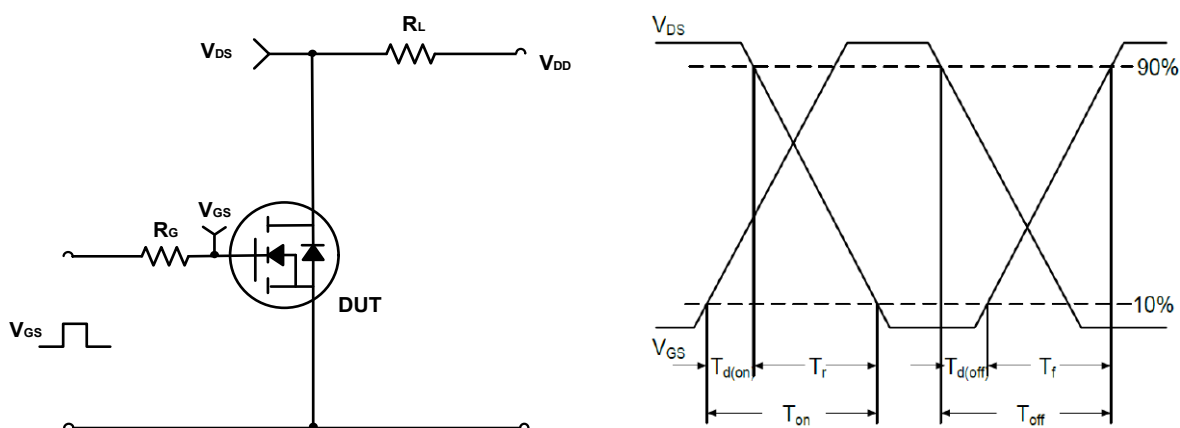 RL
VDS
VDD
VGS
RG
DUT
VGS
VDS
90%
10%
VGS
Td(on)
Tr
Td(off)
Tf
Ton
Toff